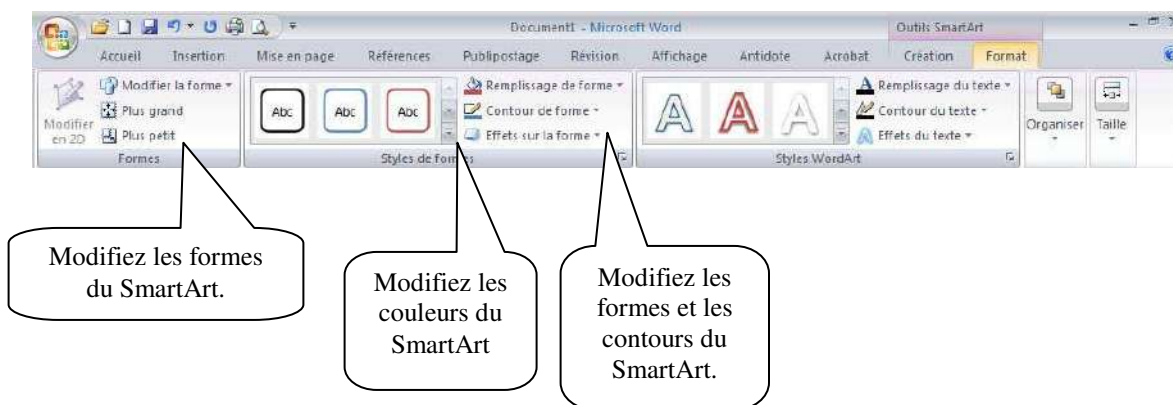 Document1 - Microsoft Word
Outils SmartArt
Accueil Insertion Mise en page Références Publipostage Révision Affichage Antidote Acrobat Création Format
Modifier en 2D
Modifier la forme
Plus grand
Plus petit
Formes
Abc Abc Abc
Remplissage de forme
Contour de forme
Effets sur la forme
Styles de formes
A A A
Remplissage du texte
Contour du texte
Effets du texte
Styles WordArt
Organiser
Taille
Modifiez les formes
du SmartArt.
Modifiez les
couleurs du
SmartArt
Modifiez les
formes et les
contours du
SmartArt.